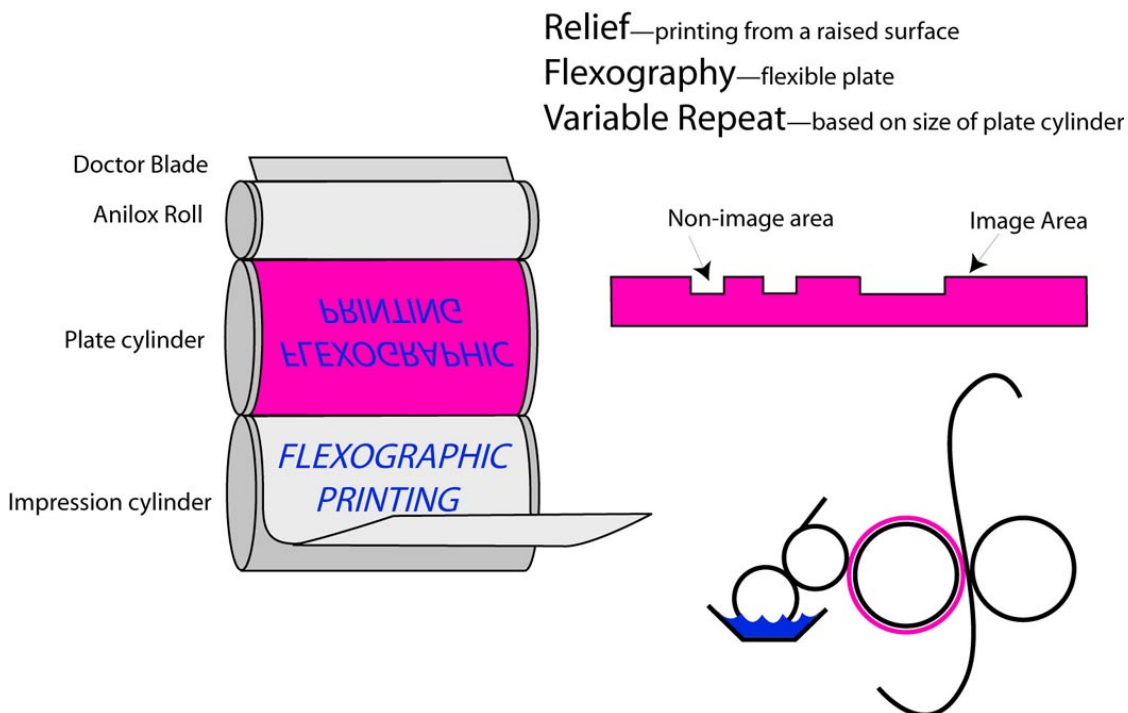 Relief—printing from a raised surface
Flexography—flexible plate
Variable Repeat—based on size of plate cylinder
Doctor Blade
Anilox Roll
Non-image area
Image Area
Plate cylinder
PRINTING
FLEXOGRAPHIC
Impression cylinder
FLEXOGRAPHIC
PRINTING